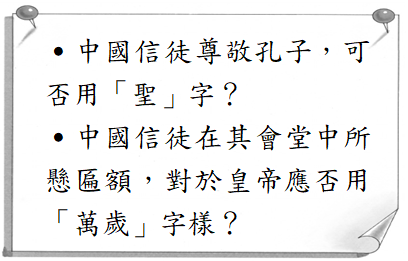 •中國信徒尊敬孔子，可
否用「聖」字？
•中國信徒在其會堂中所
懸匾額，對於皇帝應否用
「萬歲」字樣？